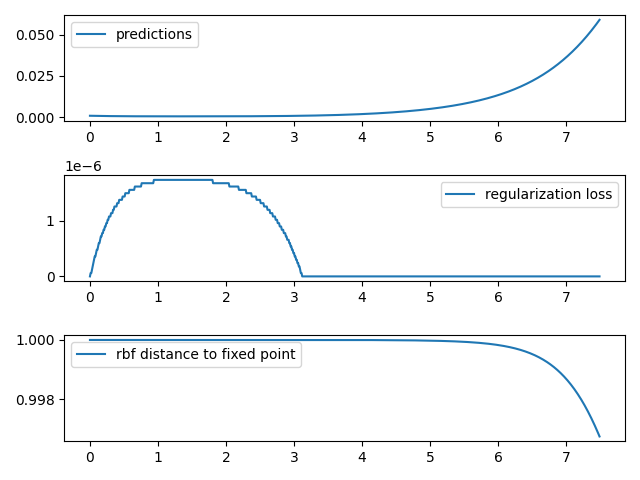 predictions
0.050
0.025
0.000
0 1 2 3 4 5 6 7
1e−6
regularization loss
1
0
0 1 2 3 4 5 6 7
1.000
rbf distance to fixed point
0.998
0 1 2 3 4 5 6 7